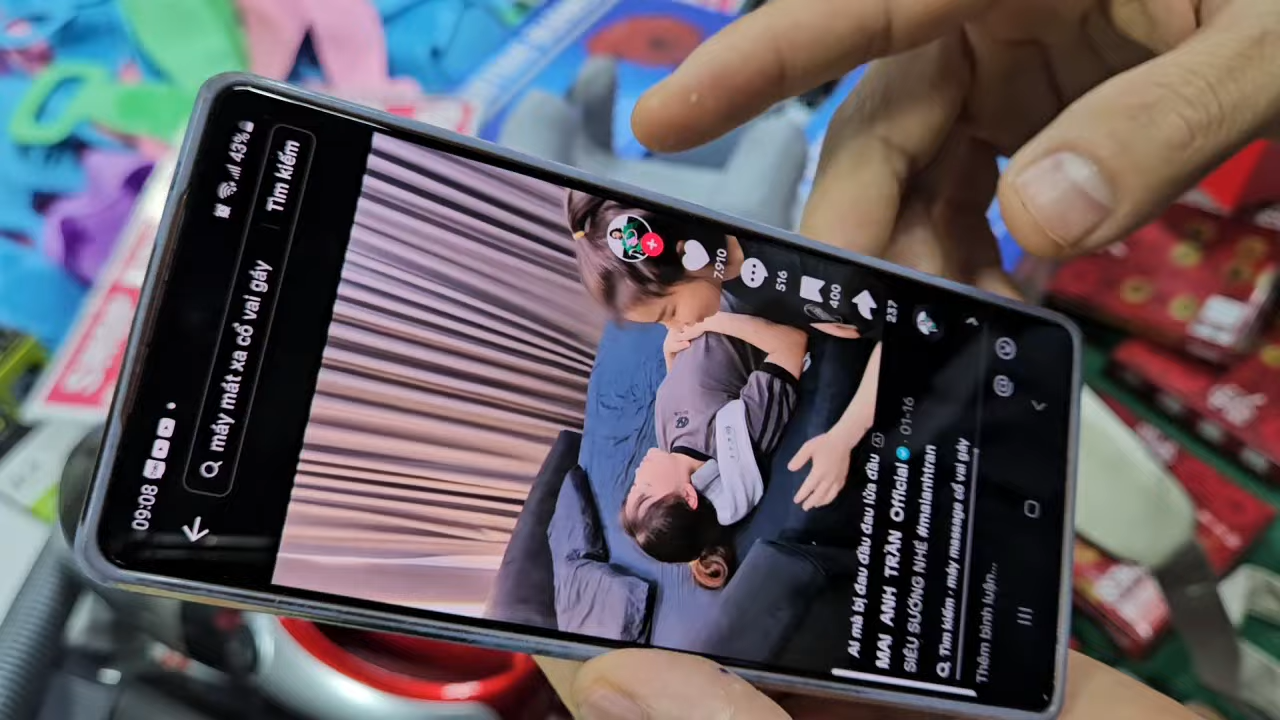 09:08
43%
máy mát xa cổ vai gáy
Tìm kiếm
7.910
516
400
237
Ai mà bị đau đầu đau lửa đầu
MAI ANH TRẦN Official · 01-16
SIÊU SƯỚNG NHÉ #maianhtran
Tìm kiếm · máy massage cổ vai gáy
Thêm bình luận...